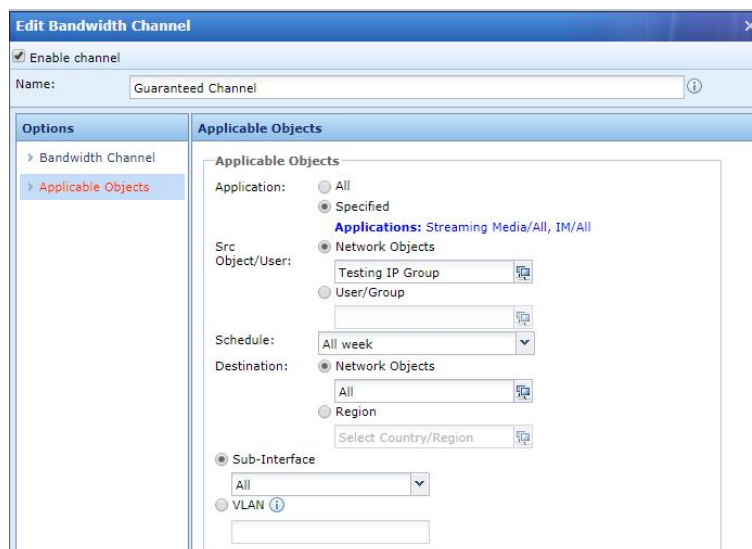 Edit Bandwidth Channel
Enable channel
Name: Guaranteed Channel
Options
Bandwidth Channel
Applicable Objects
Applicable Objects
Applicable Objects
Application: All
Specified
Applications: Streaming Media/All, IM/All
Src Object/User: Network Objects
Testing IP Group
User/Group
Schedule: All week
Destination: Network Objects
All
Region
Select Country/Region
Sub-Interface
All
VLAN